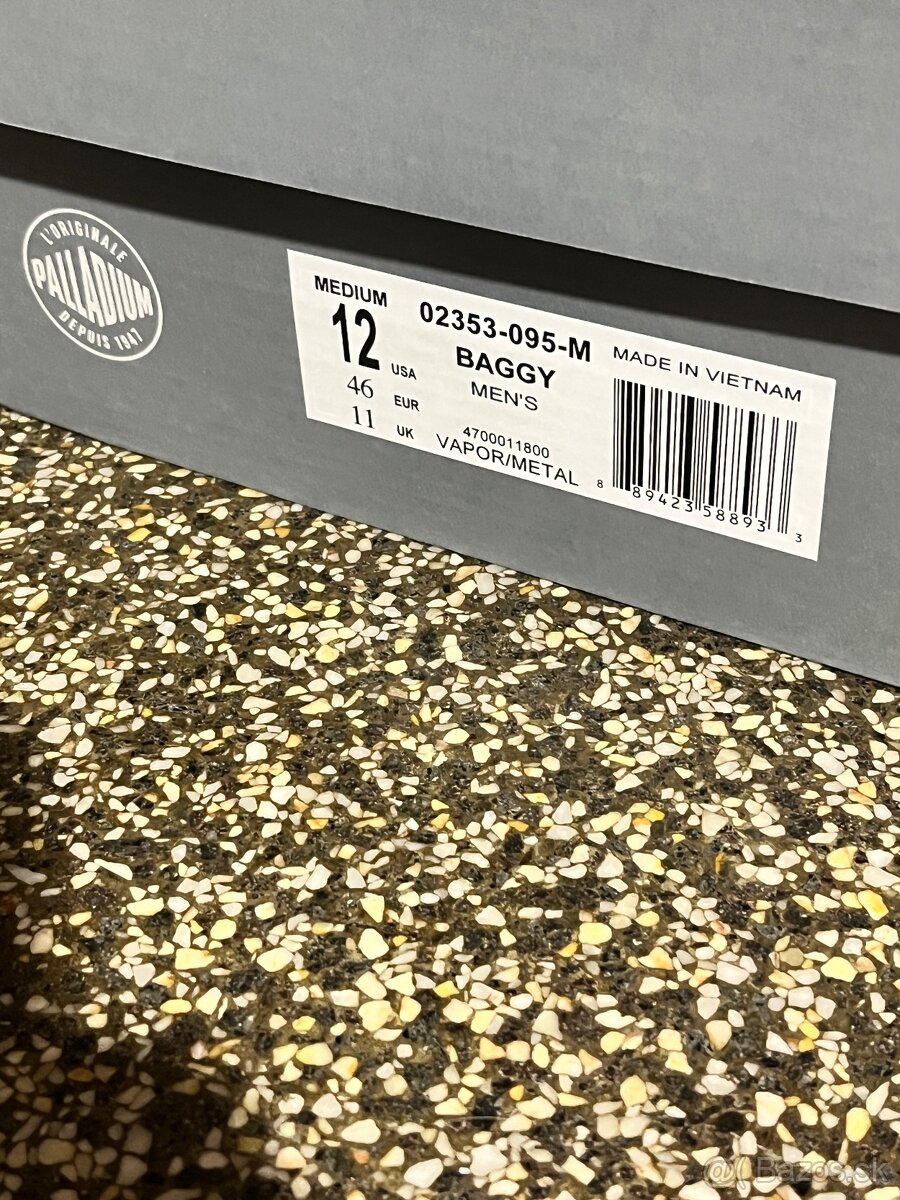 L'ORIGINALE
PALLADIUM
DEPUIS 1947
MEDIUM
12 USA
46 EUR
11 UK
02353-095-M
BAGGY
MEN'S
4700011800
VAPOR/METAL
MADE IN VIETNAM
8 89423 58893 3
@( Bazos.sk